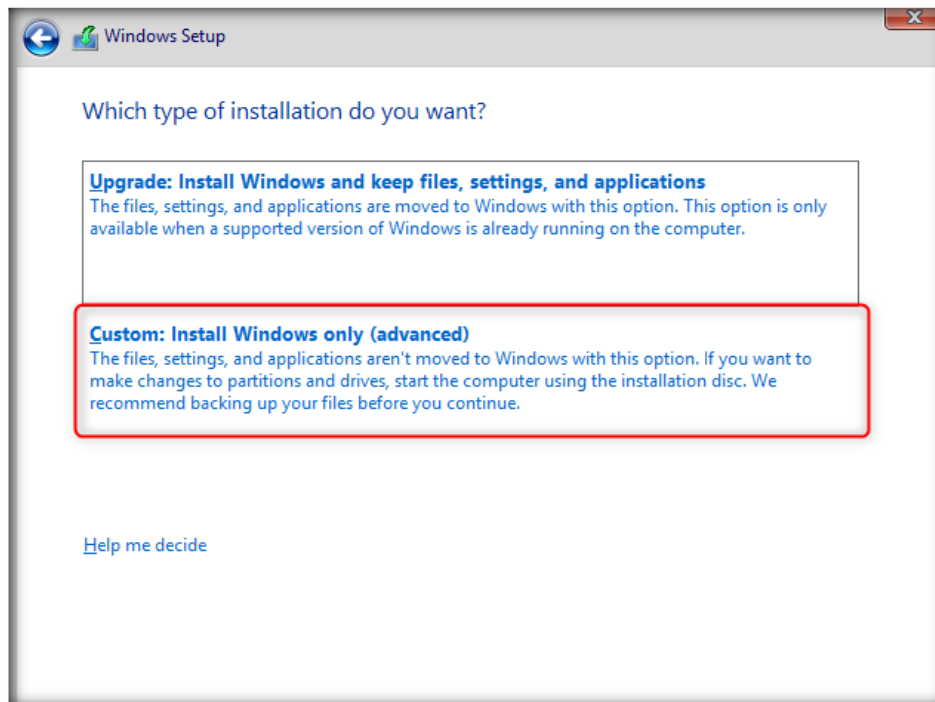 Windows Setup
X
Which type of installation do you want?
Upgrade: Install Windows and keep files, settings, and applications
The files, settings, and applications are moved to Windows with this option. This option is only
available when a supported version of Windows is already running on the computer.
Custom: Install Windows only (advanced)
The files, settings, and applications aren't moved to Windows with this option. If you want to
make changes to partitions and drives, start the computer using the installation disc. We
recommend backing up your files before you continue.
Help me decide